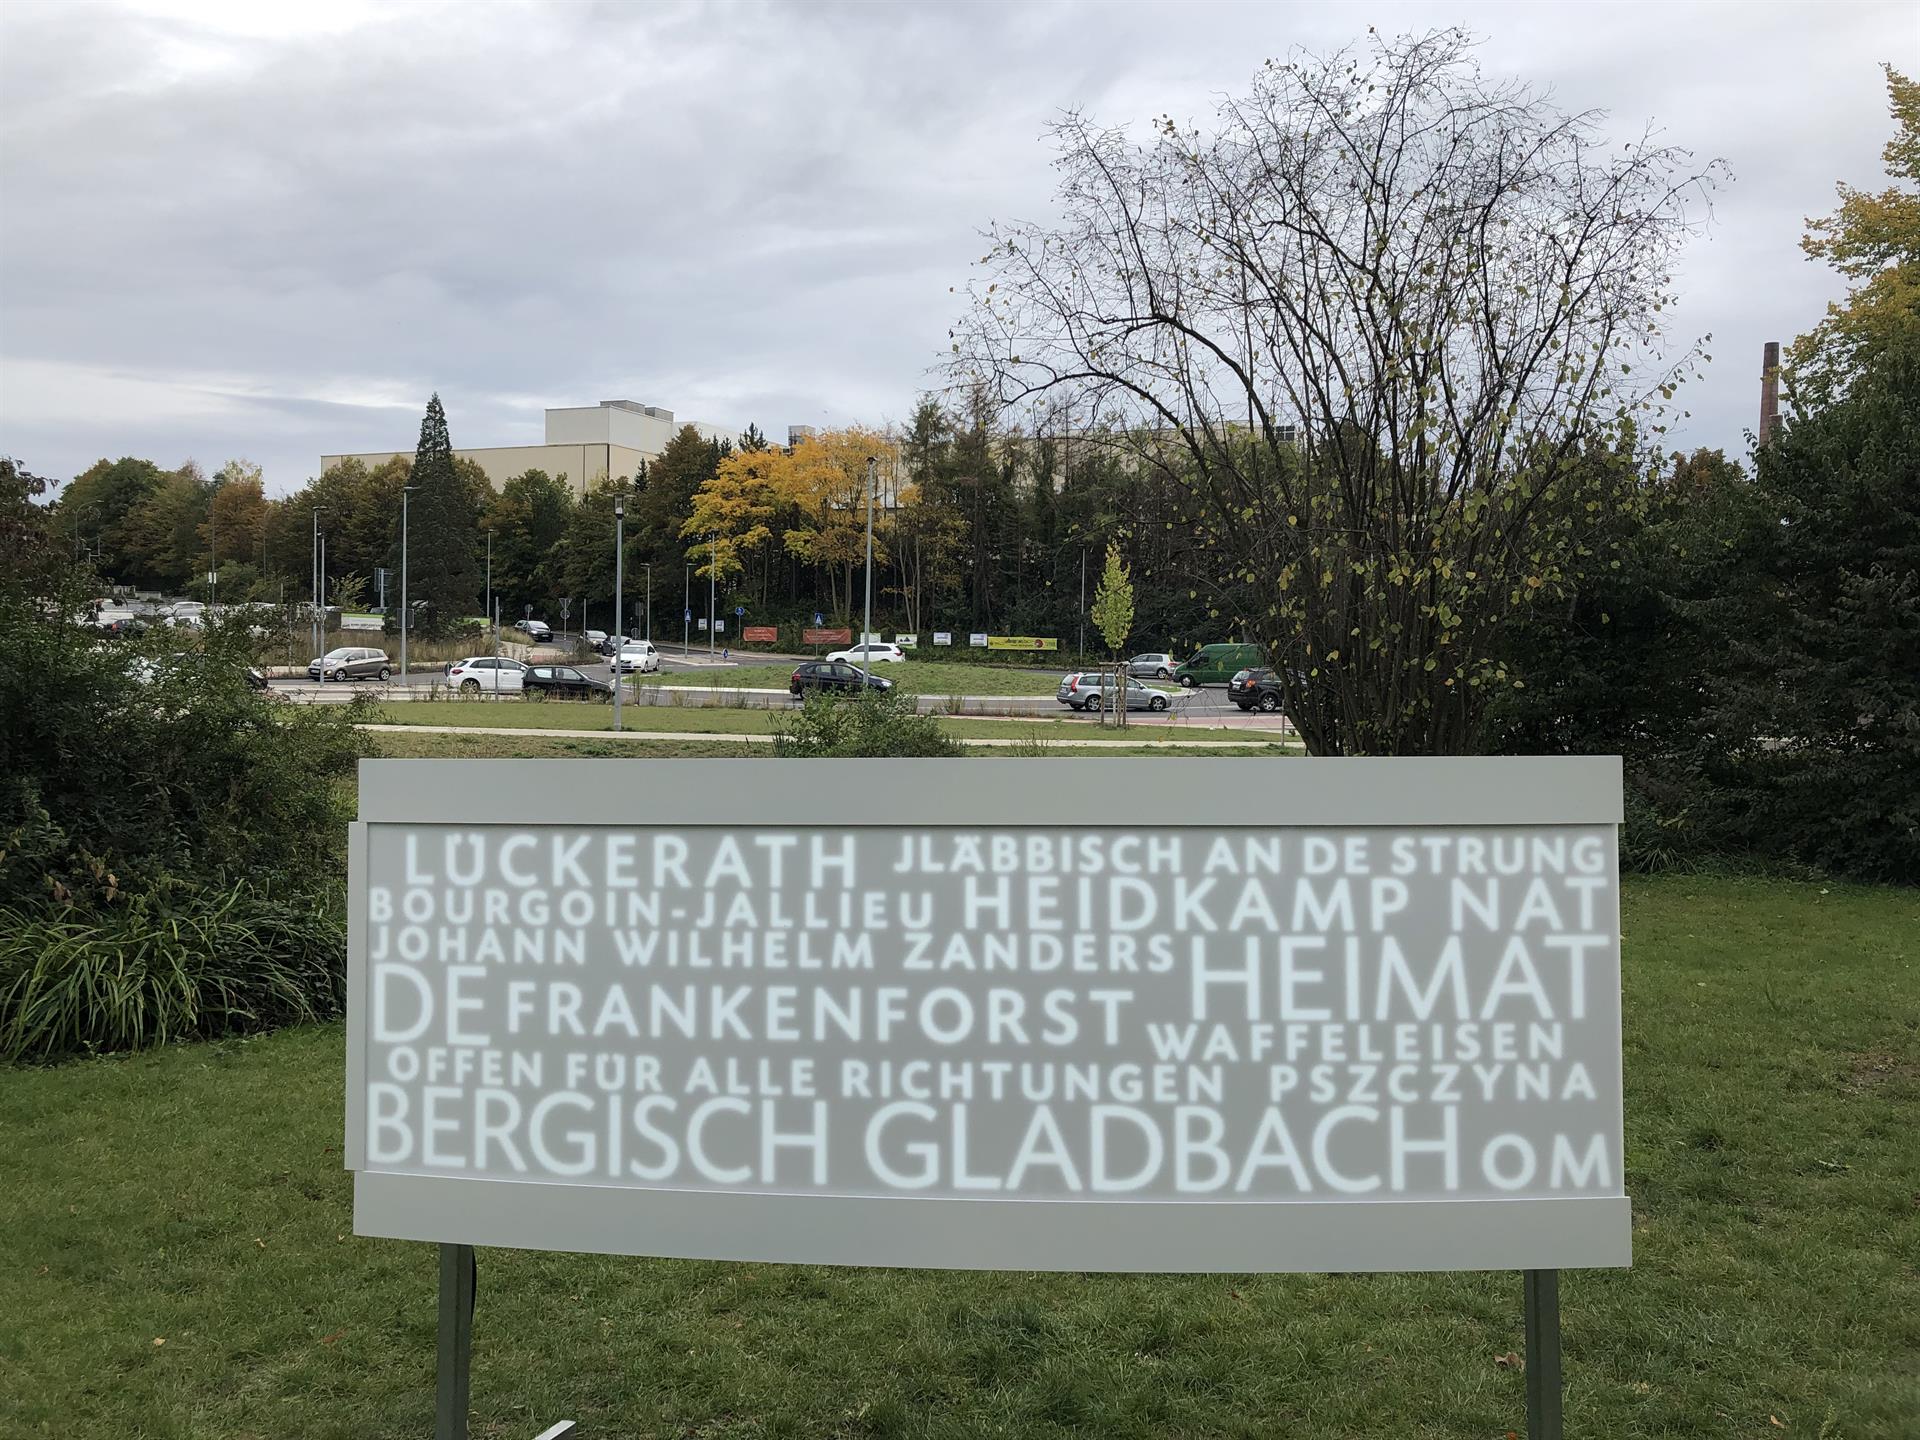 LÜCKERATH JLÄBBISCH AN DE STRUNG
BOURGOIN-JALLIEU HEIDKAMP NAT
JOHANN WILHELM ZANDERS HEIMAT
DE FRANKENFORST WAFFELEISEN
OFFEN FÜR ALLE RICHTUNGEN PSZCZYNA
BERGISCH GLADBACH OM